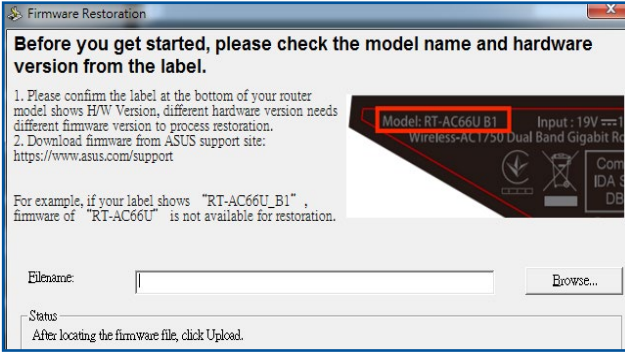 Firmware Restoration
Before you get started, please check the model name and hardware
version from the label.
1. Please confirm the label at the bottom of your router
model shows H/W Version, different hardware version needs
different firmware version to process restoration.
2. Download firmware from ASUS support site:
https://www.asus.com/support
For example, if your label shows “RT-AC66U_B1”,
firmware of “RT-AC66U” is not available for restoration.
Model: RT-AC66U B1 Input : 19V
Wireless-AC1750 Dual Band Gigabit
Com
IDA
DB
Filename:
Browse...
Status
After locating the firmware file, click Upload.